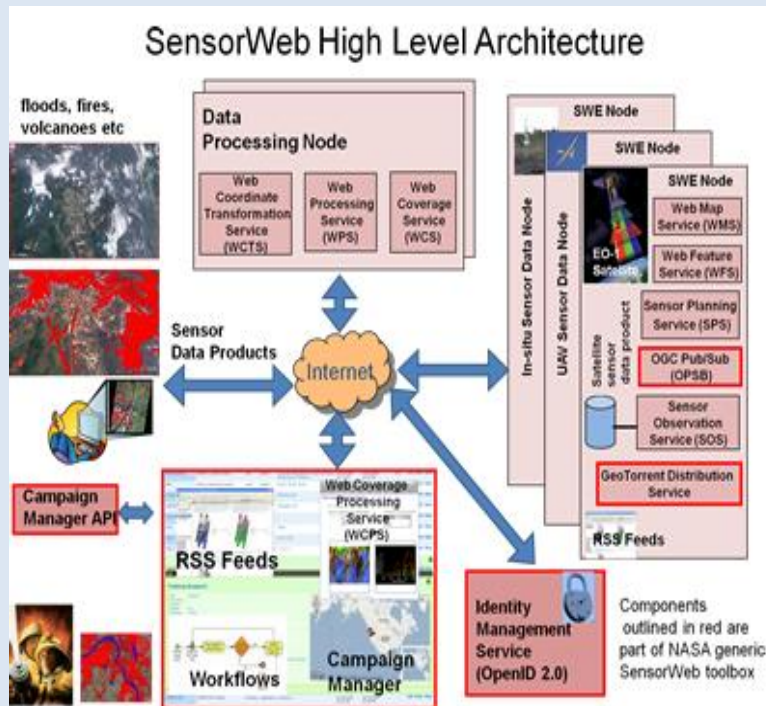 SensorWeb High Level Architecture
floods, fires,
volcanoes etc
Data
Processing Node
Web
Coordinate
Transformation
Service
(WCTS)
Web
Processing
Service
(WPS)
Web
Coverage
Service
(WCS)
Sensor
Data Products
Internet
SWE Node
In-situ Sensor Data Node
SWE Node
UAV Sensor Data Node
SWE Node
EO-1
Satellite
Satellite
sensor
data product
Web Map
Service (WMS)
Web Feature
Service (WFS)
Sensor Planning
Service (SPS)
OGC Pub/Sub
(OPSB)
Sensor
Observation
Service (SOS)
GeoTorrent Distribution
Service
RSS Feeds
Campaign
Manager API
Web Coverage
Processing
Service
(WCPS)
RSS Feeds
Workflows
Campaign
Manager
Identity
Management
Service
(OpenID 2.0)
Components
outlined in red are
part of NASA generic
SensorWeb toolbox